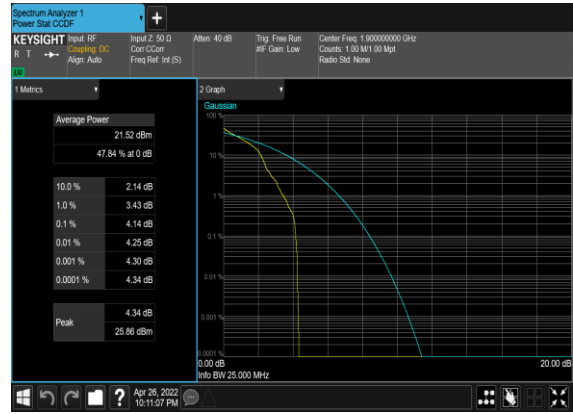 Spectrum Analyzer 1
Power Stat CCDF
KEYSIGHT
R T
LW
Input: RF
Coupling: DC
Align: Auto
Input Z: 50 Ω
Corr CCorr
Freq Ref: Int (S)
Atten: 40 dB
Trig: Free Run
#IF Gain: Low
Center Freq: 1.900000000 GHz
Counts: 1.00 M/1.00 Mpt
Radio Std: None
1 Metrics
Average Power
21.52 dBm
47.84 % at 0 dB
10.0 % 2.14 dB
1.0 % 3.43 dB
0.1 % 4.14 dB
0.01 % 4.25 dB
0.001 % 4.30 dB
0.0001 % 4.34 dB
Peak
4.34 dB
25.86 dBm
2 Graph
Gaussian
100 %
10 %
1 %
0.1 %
0.01 %
0.001 %
0.0001 %
0.00 dB
20.00 dB
Info BW 25.000 MHz
?
Apr 26, 2022
10:11:07 PM